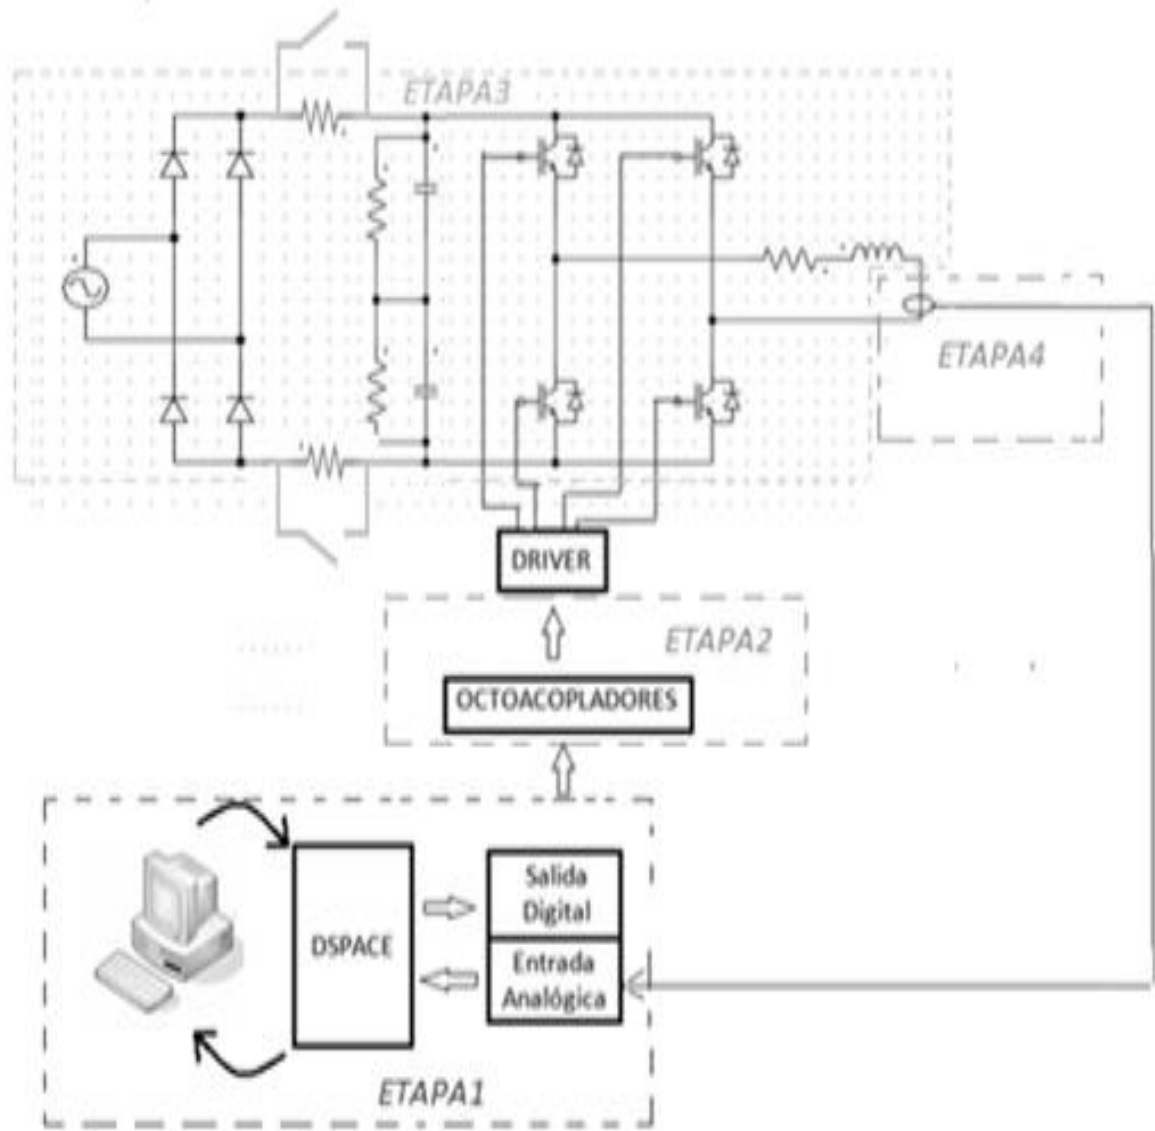 ETAPA3
ETAPA4
DRIVER
ETAPA2
OCTOACOPLADORES
Salida
Digital
DSPACE
Entrada
Analógica
ETAPA1